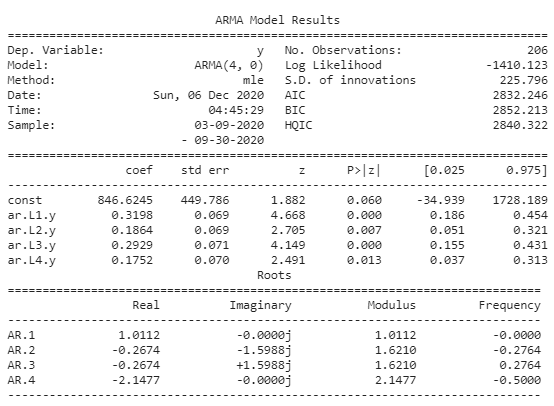 ARMA Model Results
==============================================================================
Dep. Variable: y No. Observations: 206
Model: ARMA(4, 0) Log Likelihood -1410.123
Method: mle S.D. of innovations 225.796
Date: Sun, 06 Dec 2020 AIC 2832.246
Time: 04:45:29 BIC 2852.213
Sample: 03-09-2020 HQIC 2840.322
- 09-30-2020
==============================================================================
coef std err z P>|z| [0.025 0.975]
------------------------------------------------------------------------------
const 846.6245 449.786 1.882 0.060 -34.939 1728.189
ar.L1.y 0.3198 0.069 4.668 0.000 0.186 0.454
ar.L2.y 0.1864 0.069 2.705 0.007 0.051 0.321
ar.L3.y 0.2929 0.071 4.149 0.000 0.155 0.431
ar.L4.y 0.1752 0.070 2.491 0.013 0.037 0.313
Roots
=============================================================================
Real Imaginary Modulus Frequency
-----------------------------------------------------------------------------
AR.1 1.0112 -0.0000j 1.0112 -0.0000
AR.2 -0.2674 -1.5988j 1.6210 -0.2764
AR.3 -0.2674 +1.5988j 1.6210 0.2764
AR.4 -2.1477 -0.0000j 2.1477 -0.5000
-----------------------------------------------------------------------------